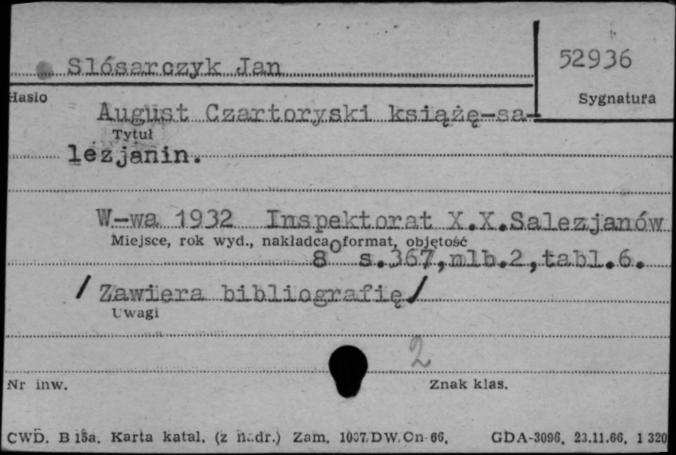 Slósarczyk Jan
52936
Hasło
Sygnatura
August Czartoryski książę-sa-
Tytuł
lezjanin.
W-wa 1932 Inspektorat X.X.Salezjanów
Miejsce, rok wyd., nakładca, format, objętość
8° s.367,nlb.2,tabl.6.
/Zawiera bibliografię/
Uwagi
2
Nr inw.
Znak klas.
CWD. B 15a. Karta katal. (z nadr.) Zam. 1037/DW.Cn-66. GDA-3096. 23.11.66. 1 320